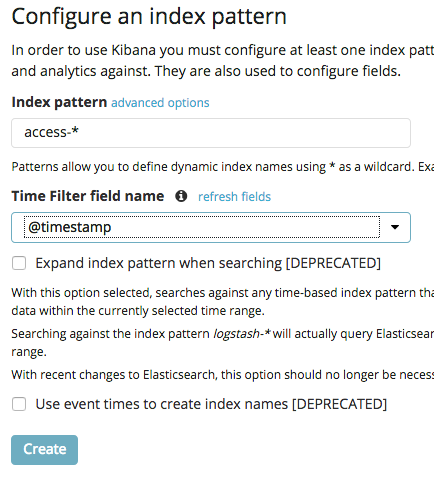 Configure an index pattern
In order to use Kibana you must configure at least one index patt
and analytics against. They are also used to configure fields.
Index pattern advanced options
access-*
Patterns allow you to define dynamic index names using * as a wildcard. Exa
Time Filter field name refresh fields
@timestamp
Expand index pattern when searching [DEPRECATED]
With this option selected, searches against any time-based index pattern tha
data within the currently selected time range.
Searching against the index pattern logstash-* will actually query Elasticsear
range.
With recent changes to Elasticsearch, this option should no longer be necess
Use event times to create index names [DEPRECATED]
Create